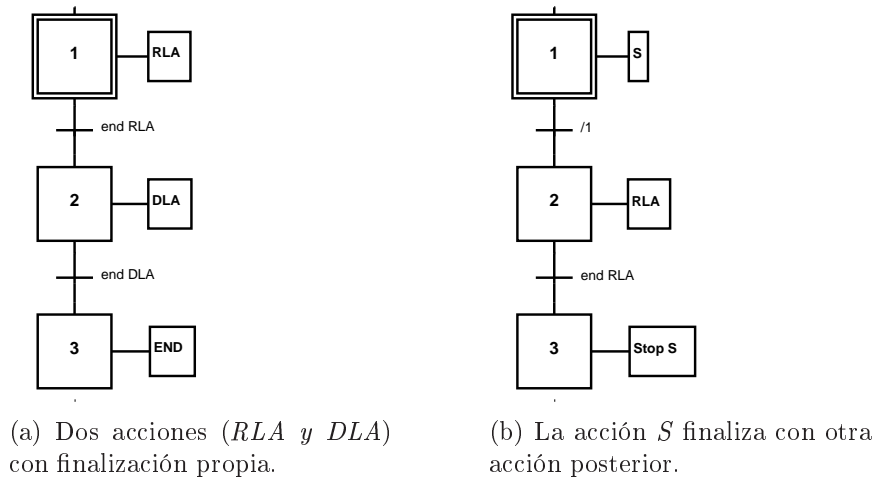 1
RLA
end RLA
2
DLA
end DLA
3
END
(a) Dos acciones (RLA y DLA)
con finalización propia.
1
S
/1
2
RLA
end RLA
3
Stop S
(b) La acción S finaliza con otra
acción posterior.